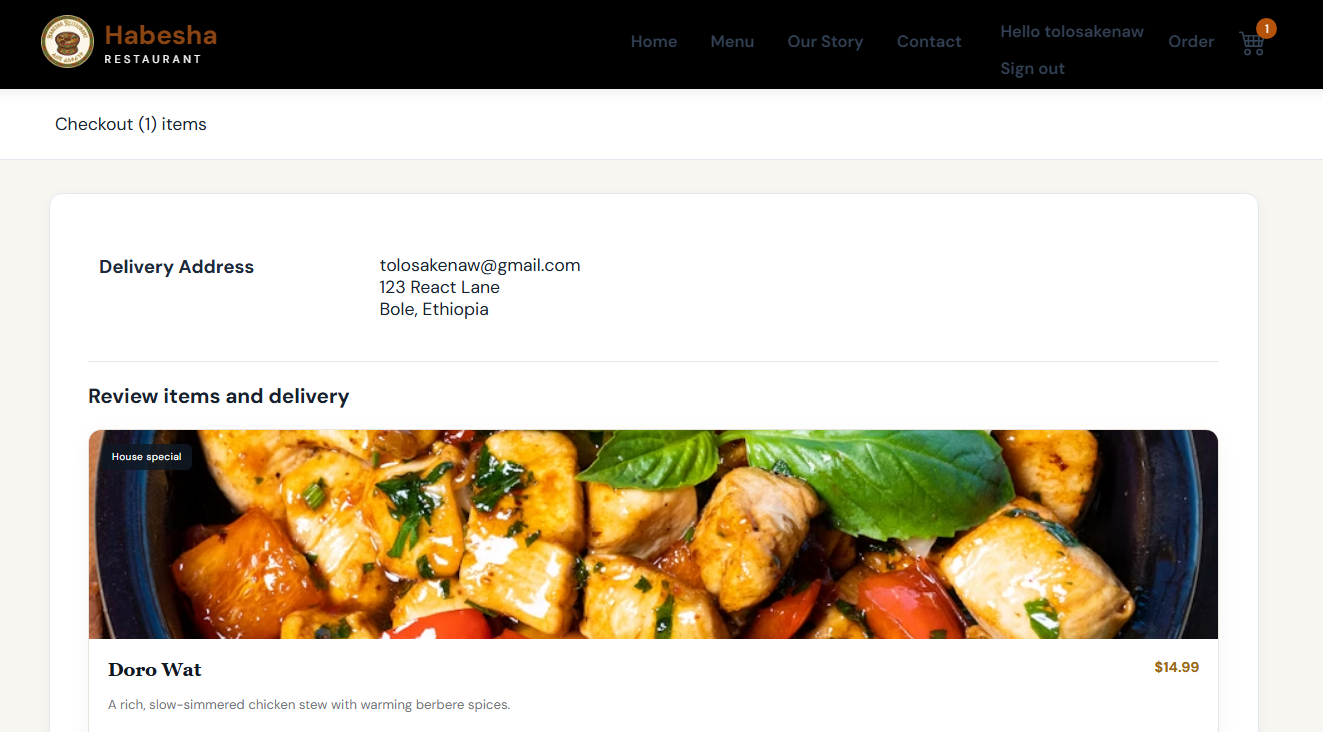 Habesha
RESTAURANT
Home Menu Our Story Contact Hello tolosakenaw Order 1
Sign out
Checkout (1) items
Delivery Address tolosakenaw@gmail.com
123 React Lane
Bole, Ethiopia
Review items and delivery
House special
Doro Wat $14.99
A rich, slow-simmered chicken stew with warming berbere spices.